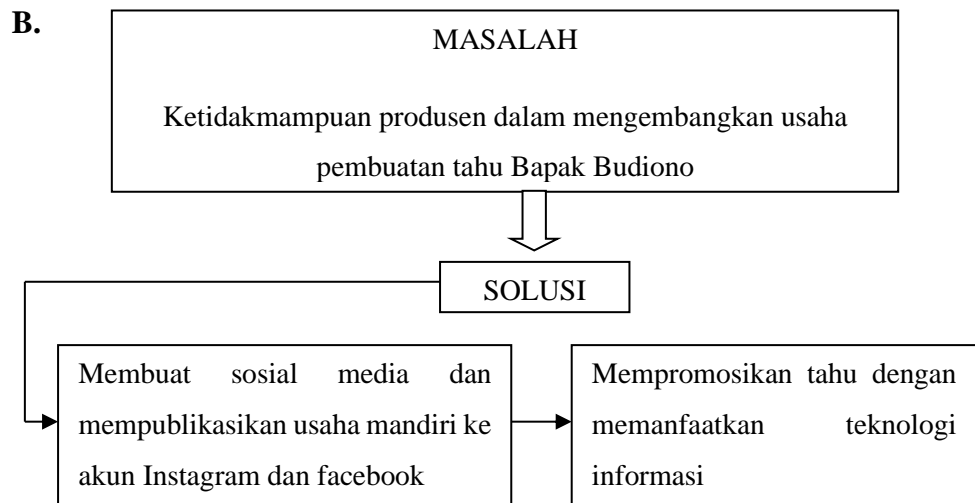 B.
MASALAH
Ketidakmampuan produsen dalam mengembangkan usaha
pembuatan tahu Bapak Budiono
SOLUSI
Membuat sosial media dan
mempublikasikan usaha mandiri ke
akun Instagram dan facebook
Mempromosikan tahu dengan
memanfaatkan teknologi
informasi